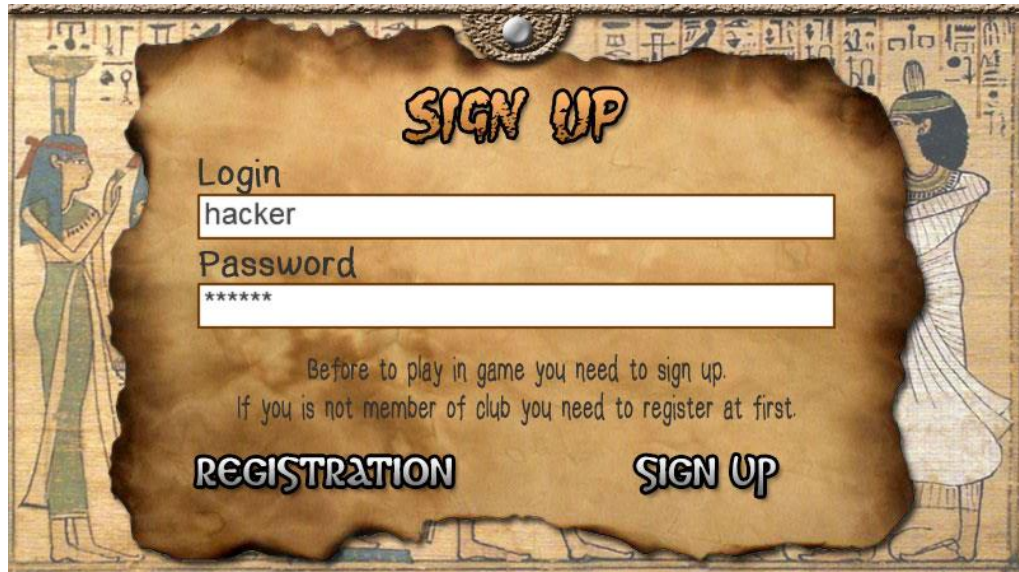 SIGN UP
Login
hacker
Password
******
Before to play in game you need to sign up.
If you is not member of club you need to register at first.
REGISTRATION
SIGN UP